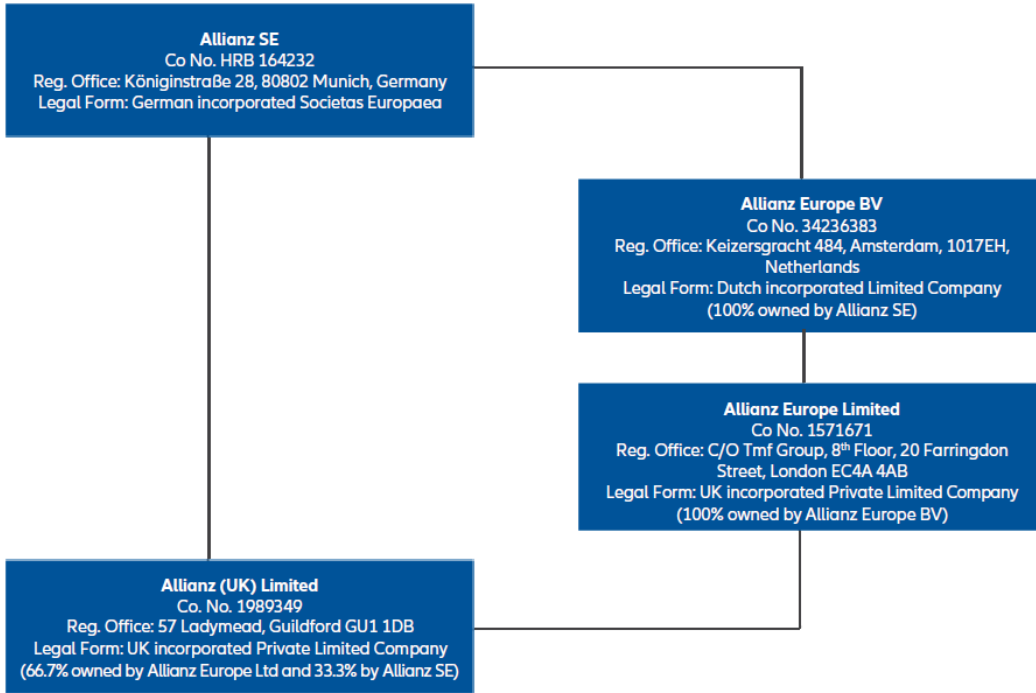 Allianz SE
Co No. HRB 164232
Reg. Office: Königinstraße 28, 80802 Munich, Germany
Legal Form: German incorporated Societas Europaea
Allianz Europe BV
Co No. 34236383
Reg. Office: Keizersgracht 484, Amsterdam, 1017EH,
Netherlands
Legal Form: Dutch incorporated Limited Company
(100% owned by Allianz SE)
Allianz Europe Limited
Co No. 1571671
Reg. Office: C/O Tmf Group, 8th Floor, 20 Farringdon
Street, London EC4A 4AB
Legal Form: UK incorporated Private Limited Company
(100% owned by Allianz Europe BV)
Allianz (UK) Limited
Co. No. 1989349
Reg. Office: 57 Ladymead, Guildford GU1 1DB
Legal Form: UK incorporated Private Limited Company
(66.7% owned by Allianz Europe Ltd and 33.3% by Allianz SE)